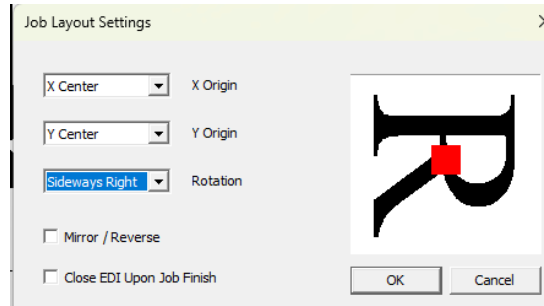 Job Layout Settings
X Center X Origin
Y Center Y Origin
Sideways Right Rotation
Mirror / Reverse
Close EDI Upon Job Finish
R
OK Cancel